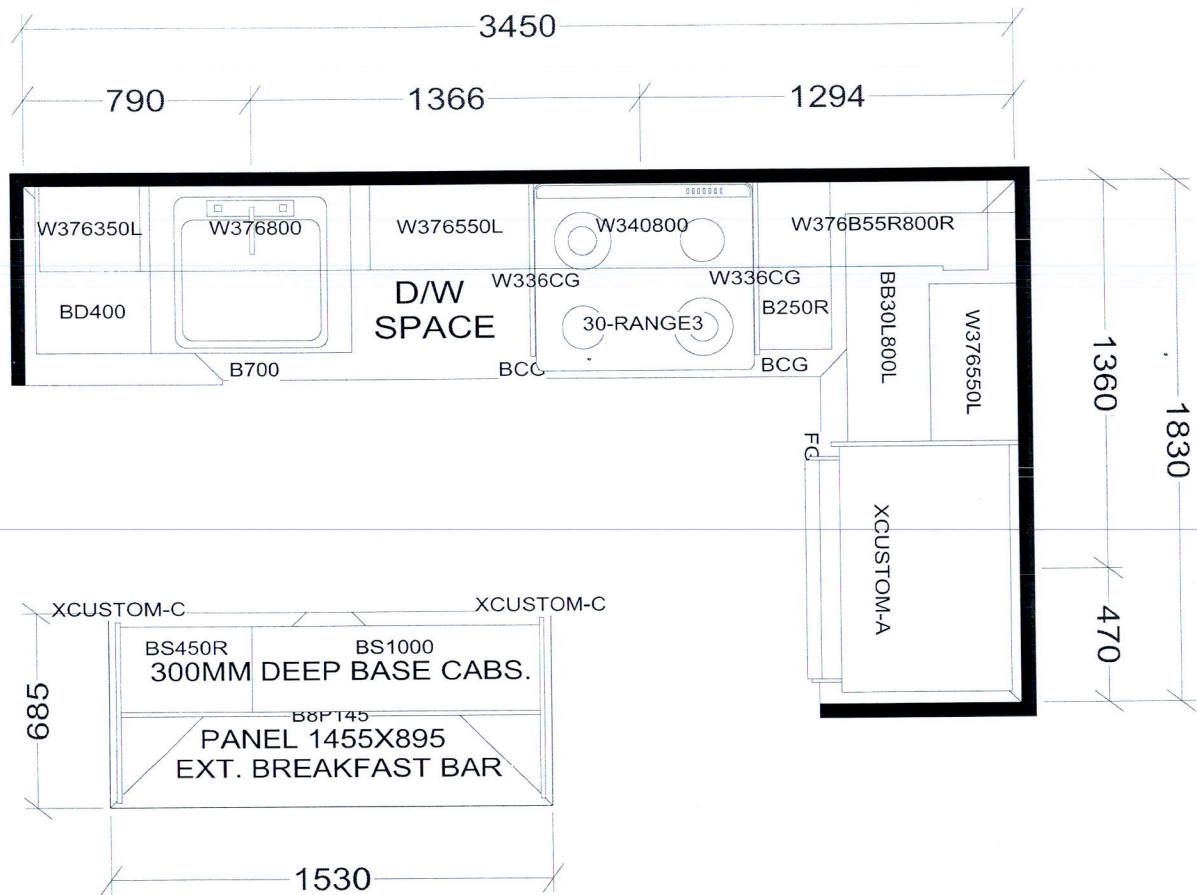 3450
790
1366
1294
W376350L
W376800
W376550L
W340800
W376B55R800R
W336CG
W336CG
BD400
D/W
SPACE
30-RANGE3
B250R
BB30L800L
W376550L
B700
BCG
BCG
1360
1830
FG
XCUSTOM-A
470
XCUSTOM-C
XCUSTOM-C
BS450R
BS1000
300MM DEEP BASE CABS.
685
B8P145
PANEL 1455X895
EXT. BREAKFAST BAR
1530